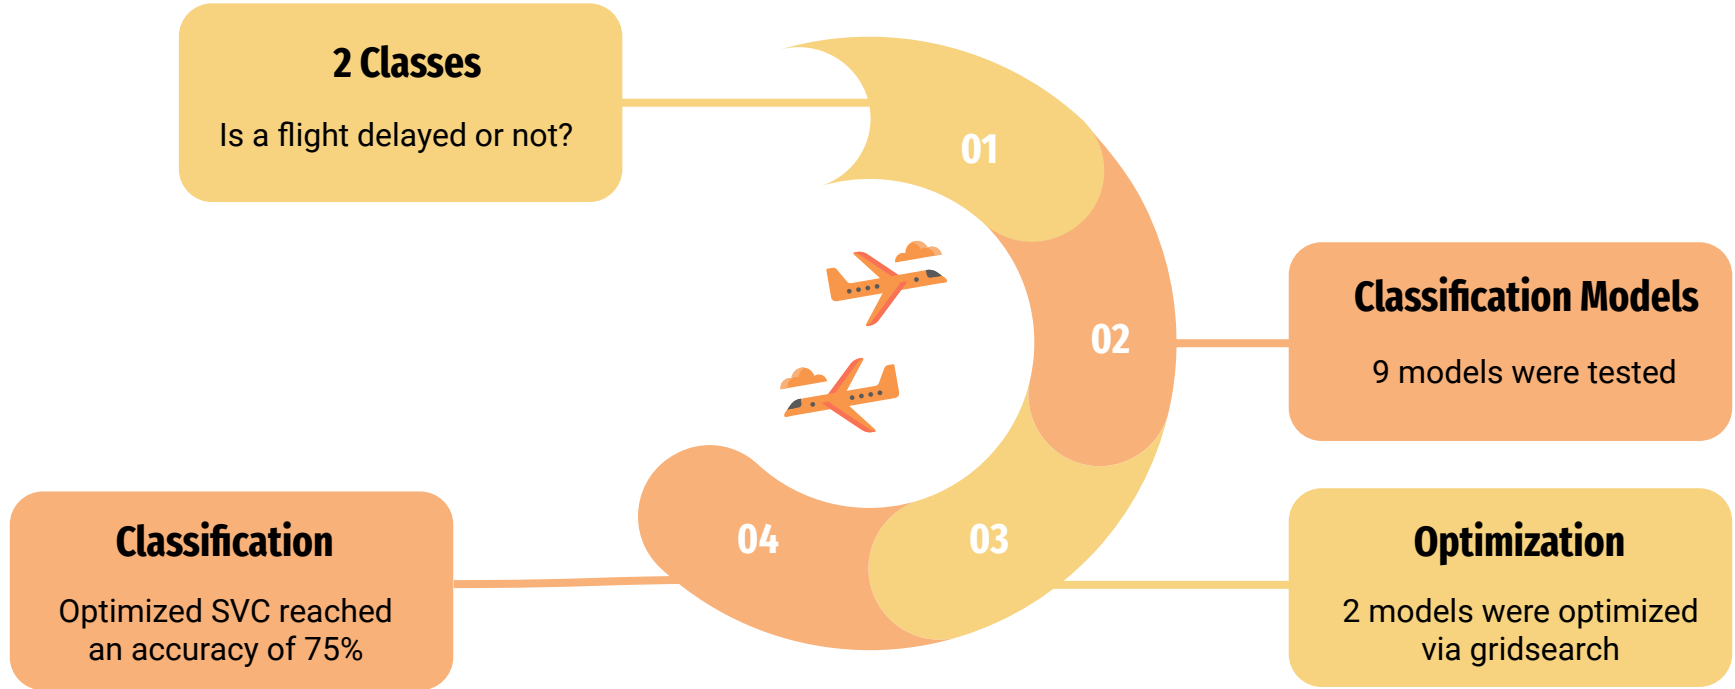 2 Classes
Is a flight delayed or not?
01
02
Classification Models
9 models were tested
03
Optimization
2 models were optimized
via gridsearch
04
Classification
Optimized SVC reached
an accuracy of 75%